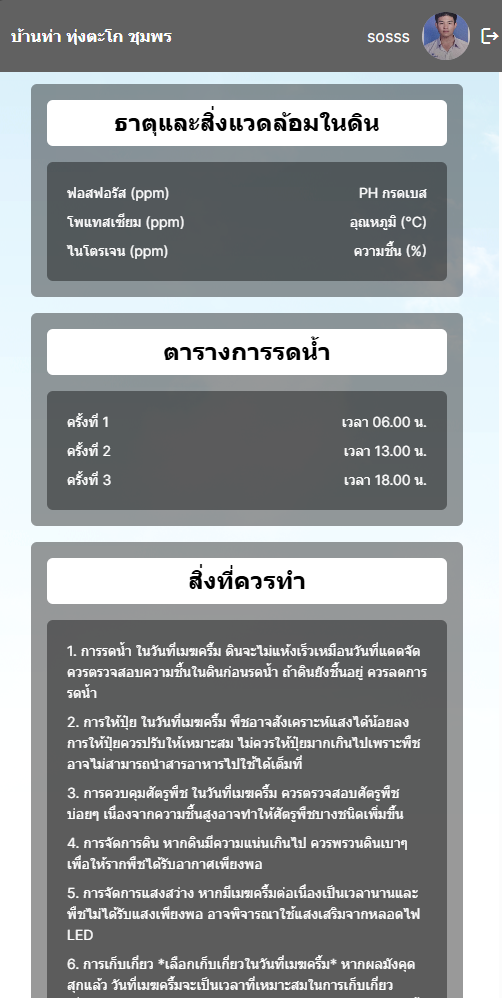 บ้านท่า ทุ่งตะโก ชุมพร
sosss
ธาตุและสิ่งแวดล้อมในดิน
ฟอสฟอรัส (ppm) PH กรดเบส
โพแทสเซียม (ppm) อุณหภูมิ (°C)
ไนโตรเจน (ppm) ความชื้น (%)
ตารางการรดน้ำ
ครั้งที่ 1 เวลา 06.00 น.
ครั้งที่ 2 เวลา 13.00 น.
ครั้งที่ 3 เวลา 18.00 น.
สิ่งที่ควรทำ
1. การรดน้ำ ในวันที่เมฆครึ้ม ดินจะไม่แห้งเร็วเหมือนวันที่แดดจัด
ควรตรวจสอบความชื้นในดินก่อนรดน้ำ ถ้าดินยังชื้นอยู่ ควรลดการ
รดน้ำ
2. การให้ปุ๋ย ในวันที่เมฆครึ้ม พืชอาจสังเคราะห์แสงได้น้อยลง
การให้ปุ๋ยควรปรับให้เหมาะสม ไม่ควรให้ปุ๋ยมากเกินไปเพราะพืช
อาจไม่สามารถนำสารอาหารไปใช้ได้เต็มที่
3. การควบคุมศัตรูพืช ในวันที่เมฆครึ้ม ควรตรวจสอบศัตรูพืช
บ่อยๆ เนื่องจากความชื้นสูงอาจทำให้ศัตรูพืชบางชนิดเพิ่มขึ้น
4. การจัดการดิน หากดินมีความแน่นเกินไป ควรพรวนดินเบาๆ
เพื่อให้รากพืชได้รับอากาศเพียงพอ
5. การจัดการแสงสว่าง หากมีเมฆครึ้มต่อเนื่องเป็นเวลานานและ
พืชไม่ได้รับแสงเพียงพอ อาจพิจารณาใช้แสงเสริมจากหลอดไฟ
LED
6. การเก็บเกี่ยว *เลือกเก็บเกี่ยวในวันที่เมฆครึ้ม* หากผลมังคุด
สุกแล้ว วันที่เมฆครึ้มจะเป็นเวลาที่เหมาะสมในการเก็บเกี่ยว